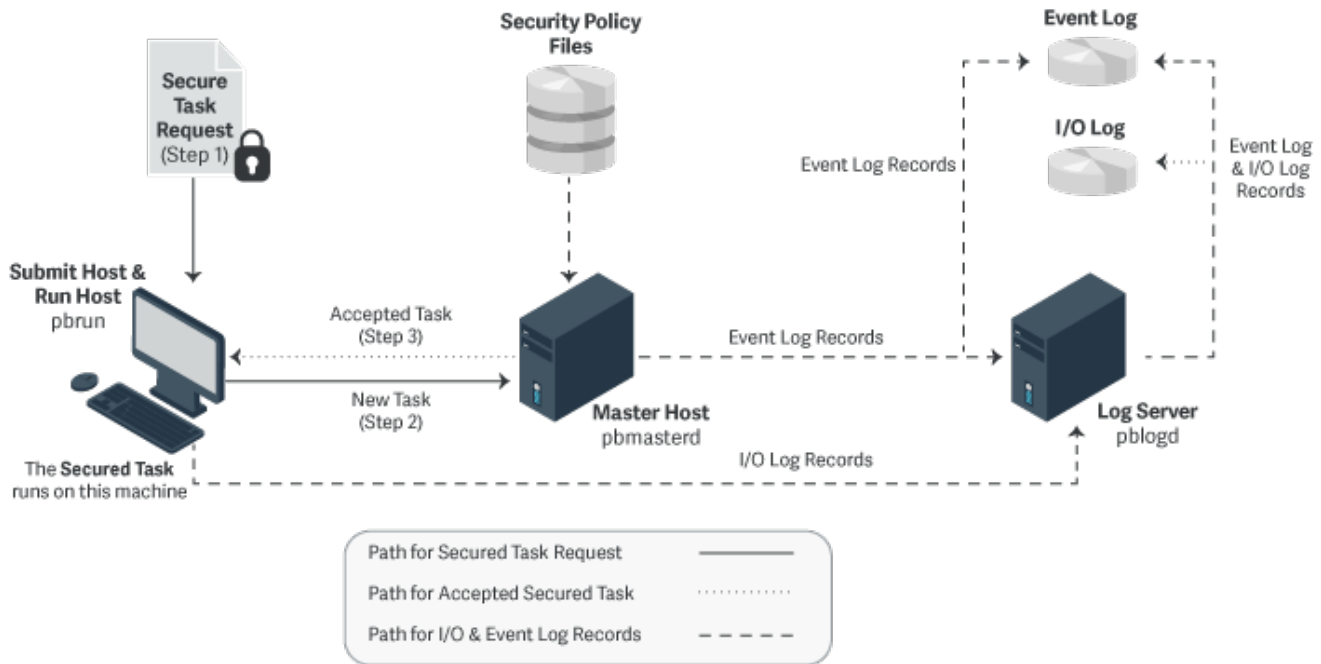 Secure
Task
Request
(Step 1)
Security Policy
Files
Event Log
I/O Log
Event Log Records
Event Log
& I/O Log
Records
Submit Host &
Run Host
pbrun
Accepted Task
(Step 3)
New Task
(Step 2)
Event Log Records
Master Host
pbmasterd
Log Server
pblogd
The Secured Task
runs on this machine
I/O Log Records
Path for Secured Task Request
Path for Accepted Secured Task
Path for I/O & Event Log Records